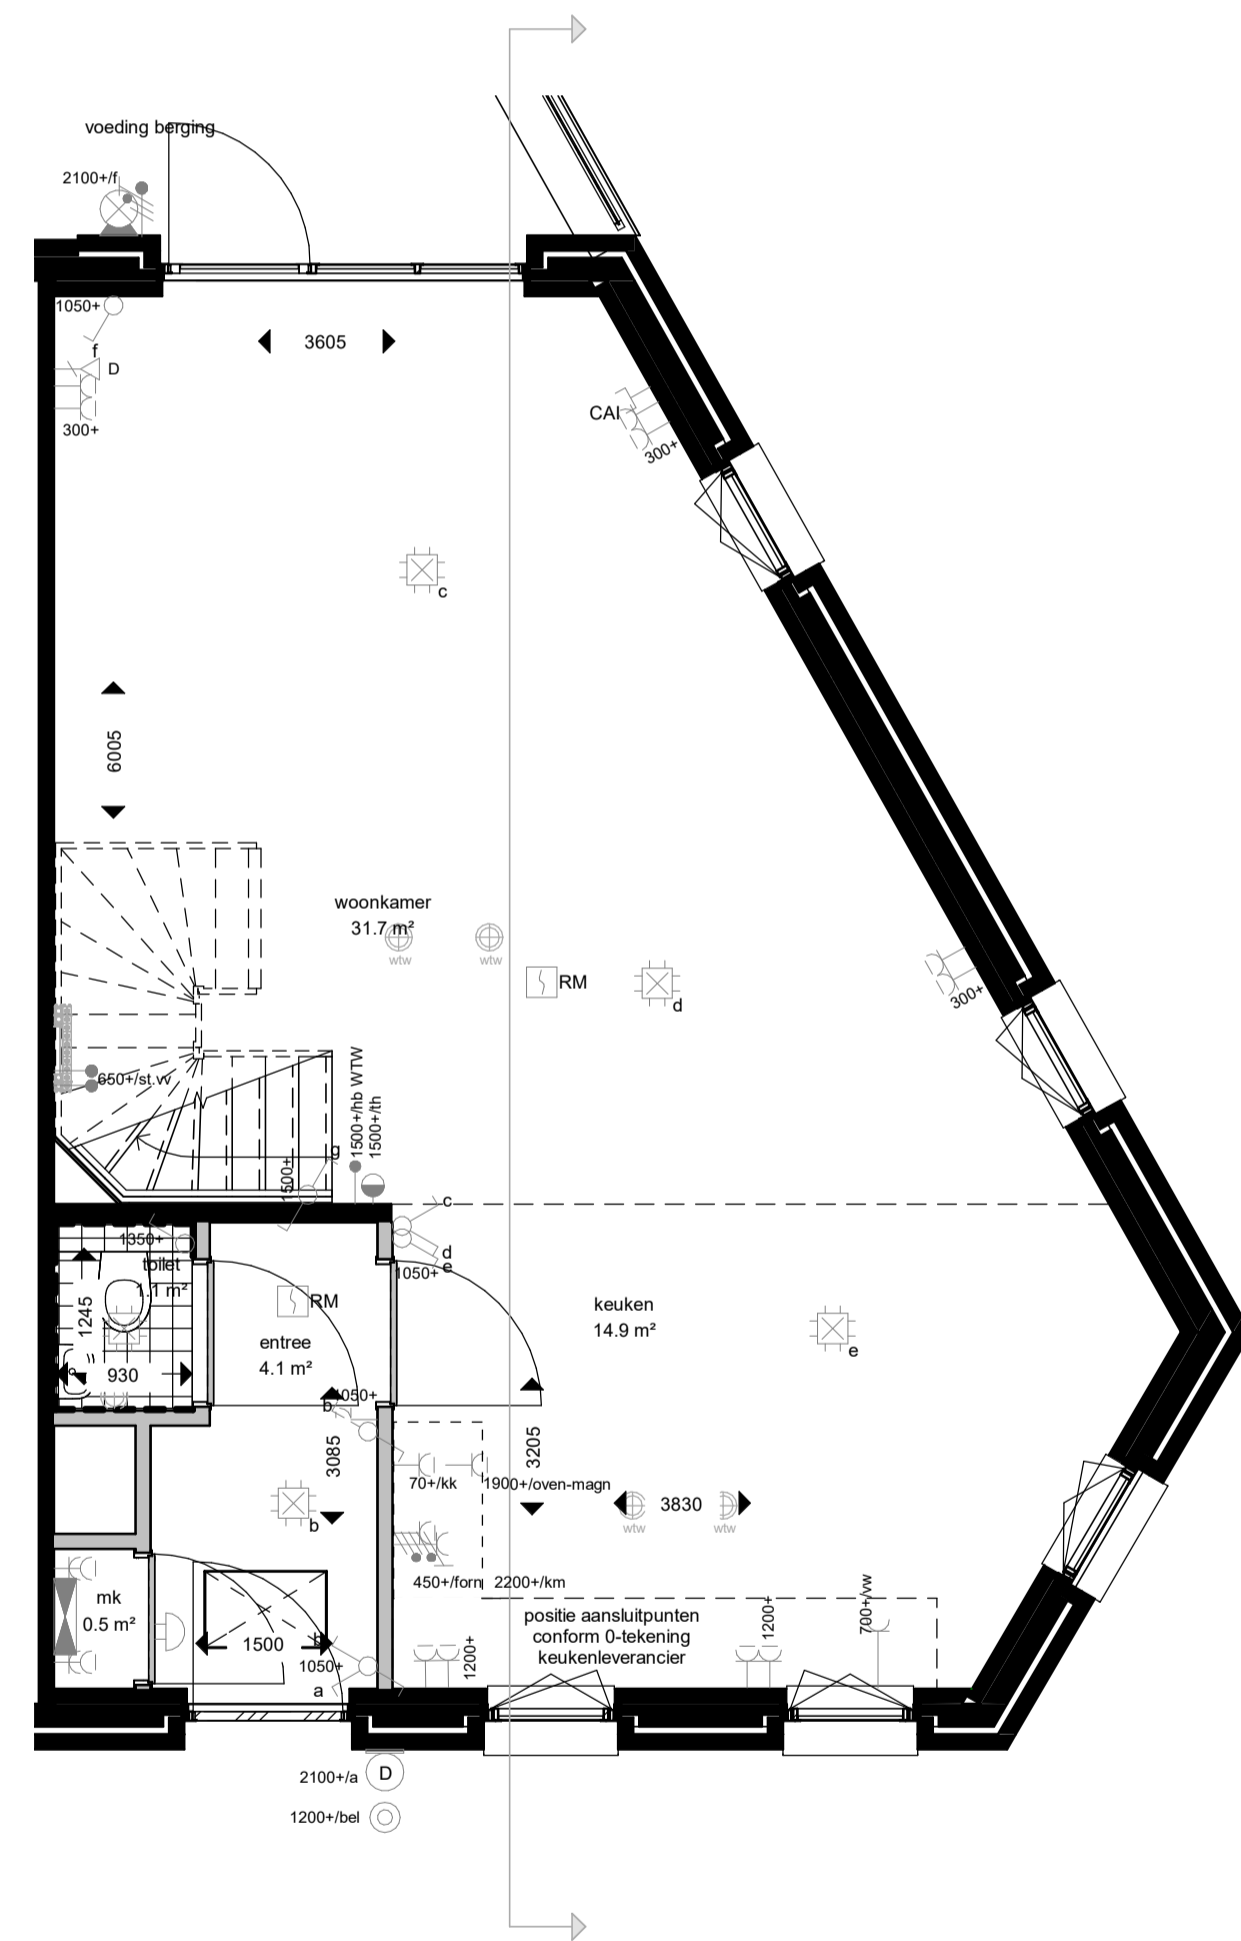 voeding berging
2100+/f
1050+
f
D
300+
3605
CAI
300+
c
6005
woonkamer
31.7 m²
wtw
wtw
RM
d
300+
650+/st.vv
1500+/hb WTW
1500+/th
g
1500+
c
d
e
1050+
1350+
toilet
1.1 m²
1245
930
RM
entree
4.1 m²
keuken
14.9 m²
e
1050+
b
3085
3205
70+/kk
1900+/oven-magn
3830
wtw
wtw
b
450+/forn
2200+/km
mk
0.5 m²
positie aansluitpunten
conform 0-tekening
keukenleverancier
1200+
1200+
700+/vw
1500
b
1050+
a
2100+/a
D
1200+/bel